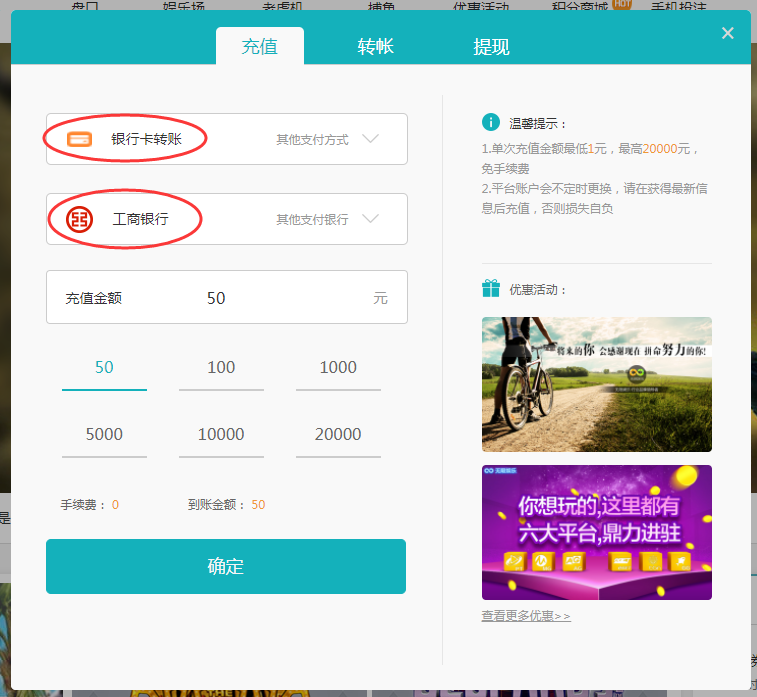 盘口 娱乐场 老虎机 捕鱼 优惠活动 积分商城 HOT 手机投注
充值 转帐 提现
银行卡转账 其他支付方式
工商银行 其他支付银行
充值金额 50 元
50 100 1000
5000 10000 20000
手续费： 0 到账金额： 50
确定
温馨提示：
1.单次充值金额最低1元，最高20000元，
免手续费
2.平台账户会不定时更换，请在获得最新信
息后充值，否则损失自负
优惠活动：
将来的你 会感谢现在 拼命努力的你!
无限娱乐
你想玩的,这里都有
六大平台,鼎力进驻
查看更多优惠>>
是